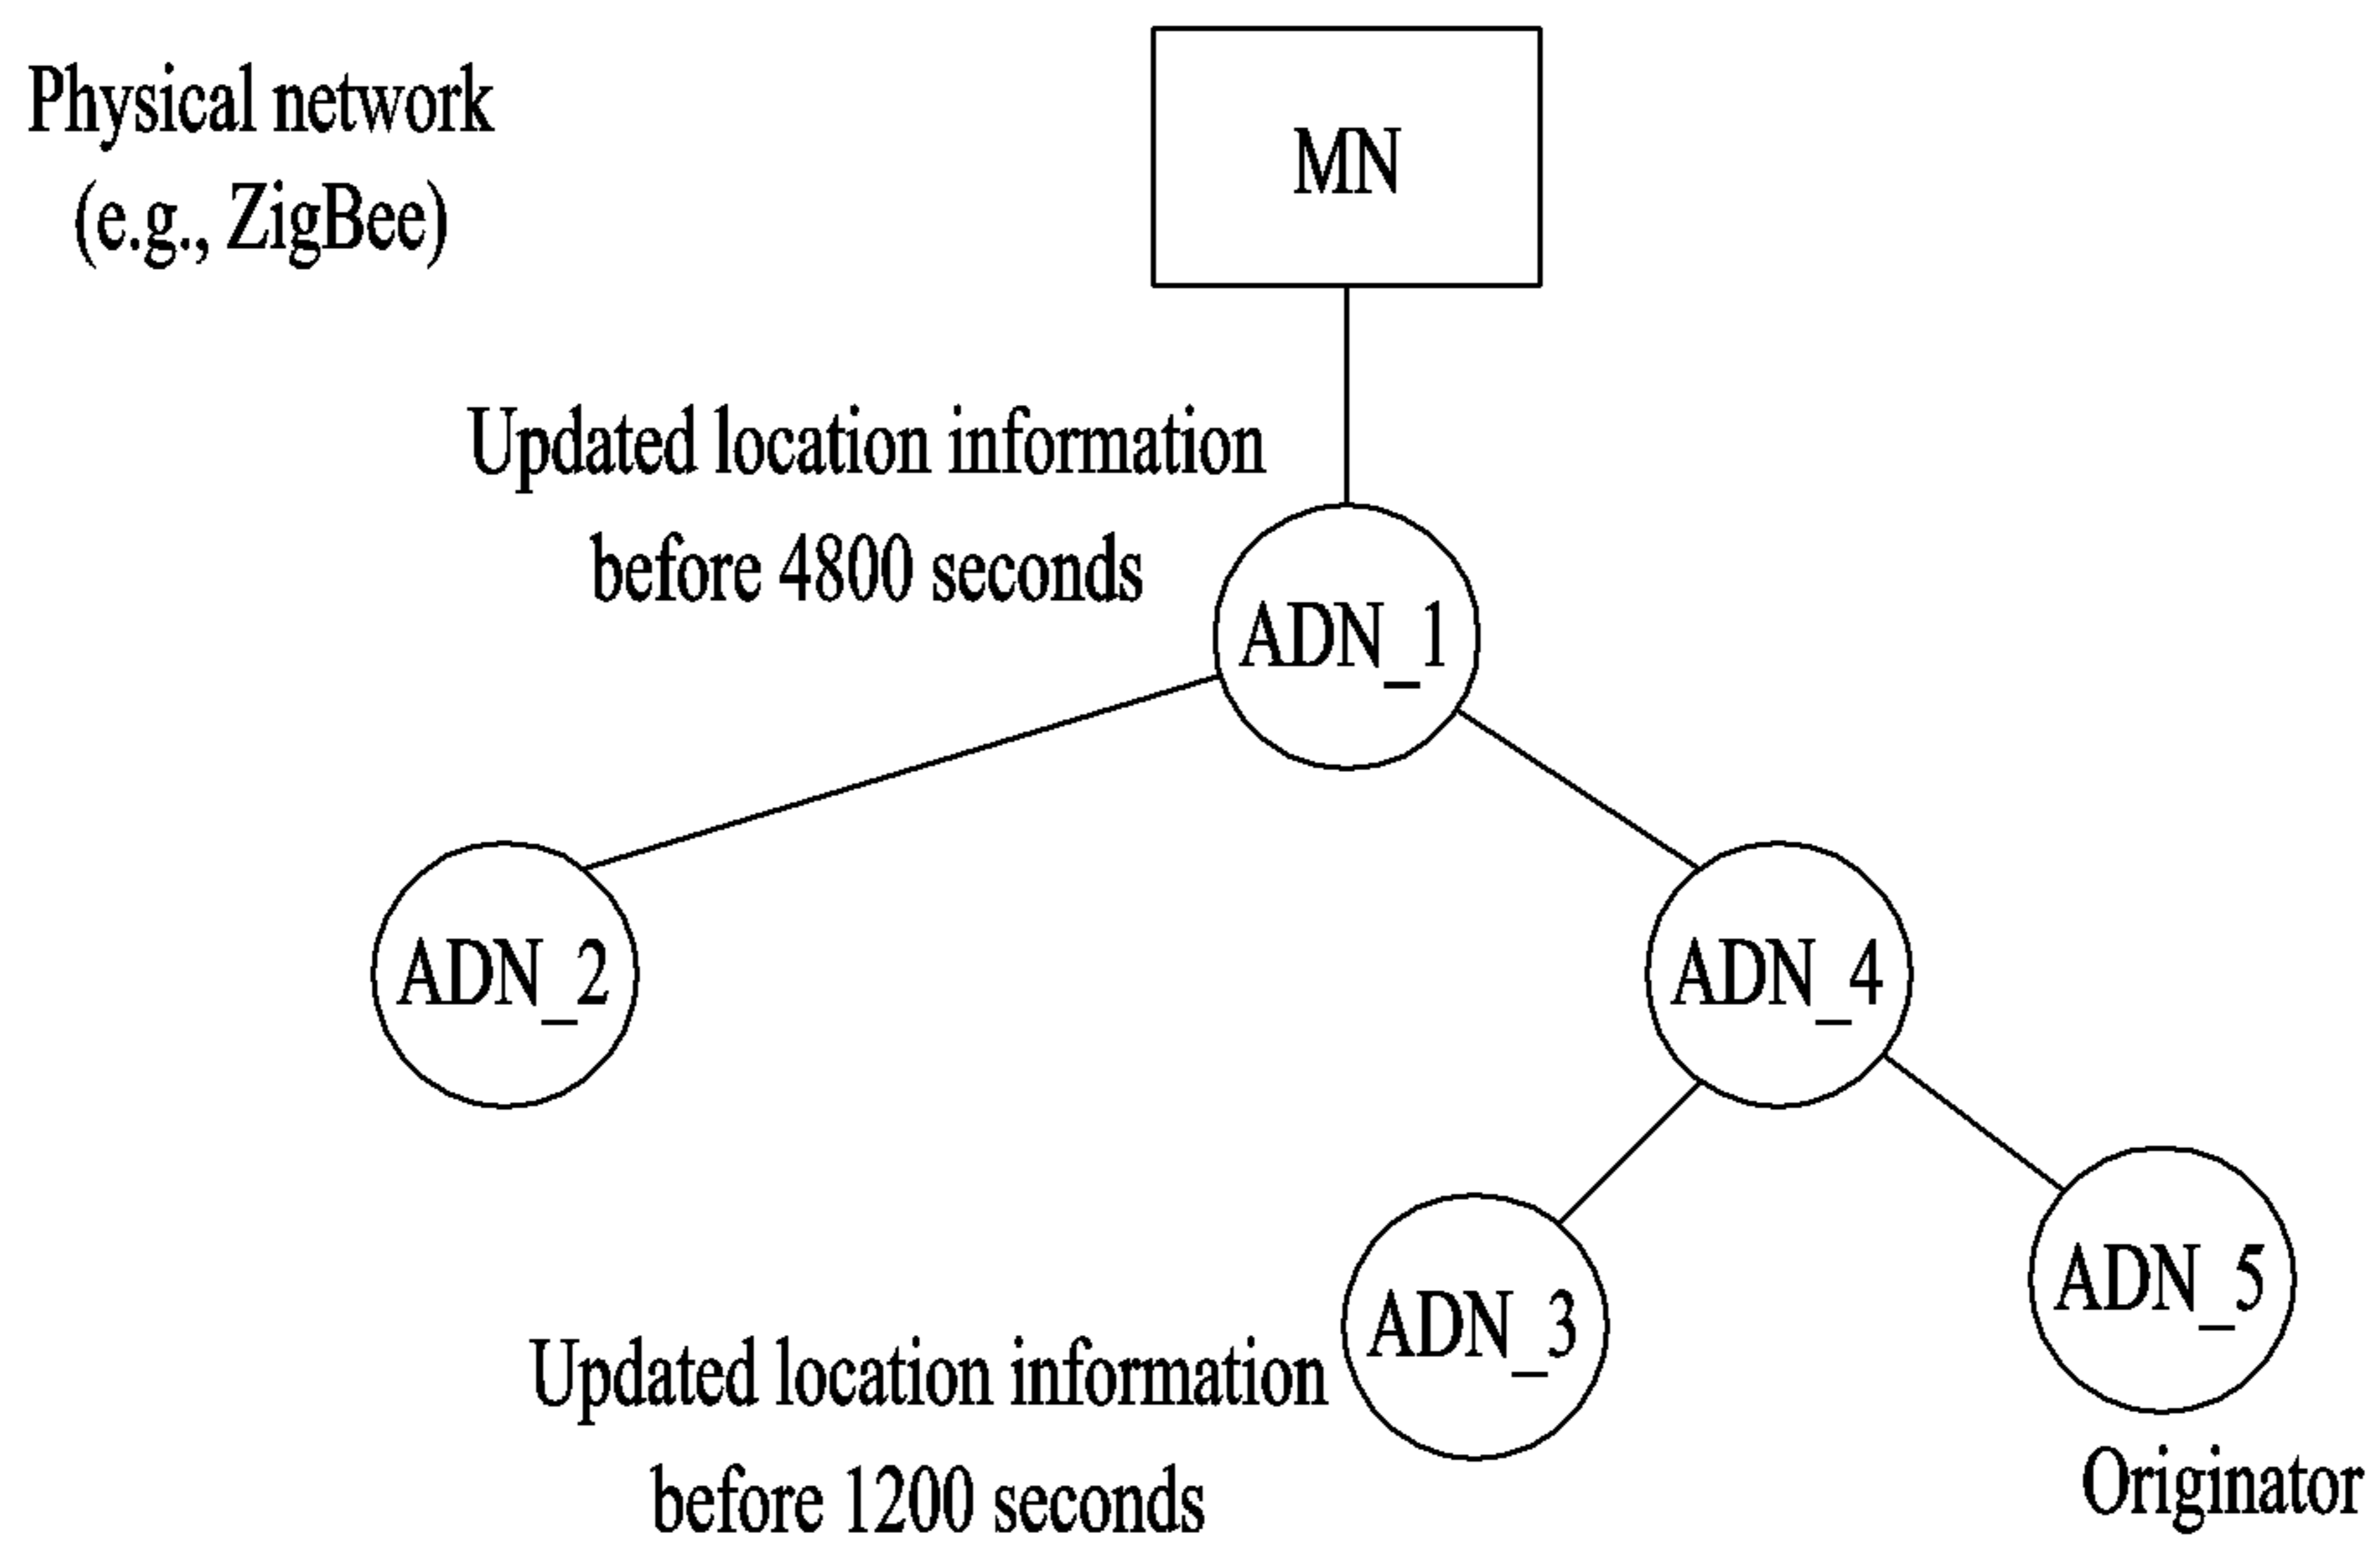 Physical network
(e.g., ZigBee)
MN
Updated location information
before 4800 seconds
ADN_1
ADN_2
ADN_4
ADN_3
ADN_5
Updated location information
before 1200 seconds
Originator